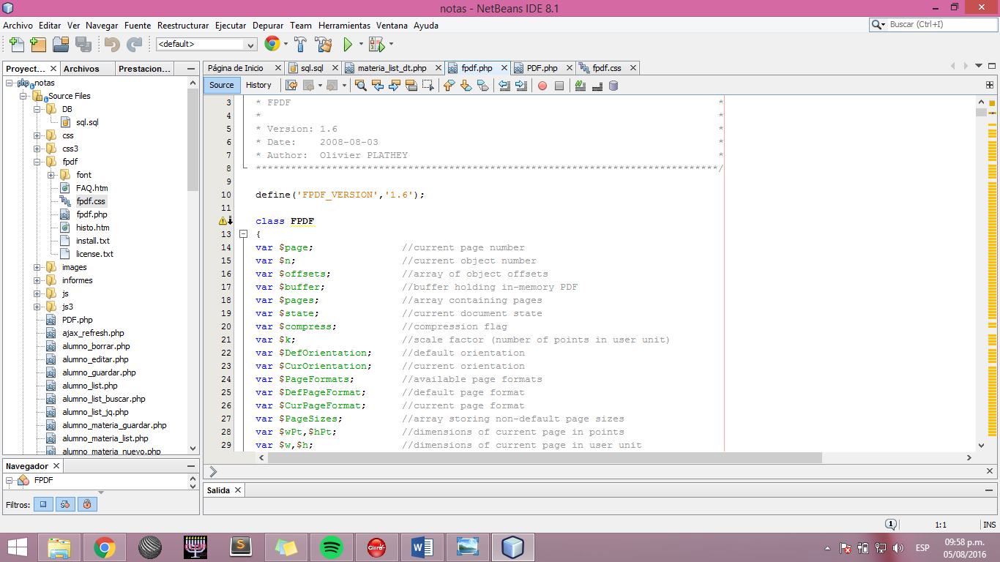 notas - NetBeans IDE 8.1
Archivo Editar Ver Navegar Fuente Reestructurar Ejecutar Depurar Team Herramientas Ventana Ayuda
Buscar (Ctrl+I)
<default>
Proyect... Archivos Prestacion...
notas
Source Files
DB
sql.sql
css
css3
fpdf
font
FAQ.htm
fpdf.css
fpdf.php
histo.htm
install.txt
license.txt
images
informes
js
js3
PDF.php
ajax_refresh.php
alumno_borrar.php
alumno_editar.php
alumno_guardar.php
alumno_list.php
alumno_list_buscar.php
alumno_list_jq.php
alumno_materia_guardar.php
alumno_materia_list.php
alumno_materia_nuevo.php
Navegador
FPDF
Filtros:
Página de Inicio sql.sql materia_list_dt.php fpdf.php PDF.php fpdf.css
Source History
3 * FPDF *
4 * *
5 * Version: 1.6 *
6 * Date: 2008-08-03 *
7 * Author: Olivier PLATHEY *
8 *******************************************************************************/
9
10 define('FPDF_VERSION','1.6');
11
class FPDF
13 {
14 var $page; //current page number
15 var $n; //current object number
16 var $offsets; //array of object offsets
17 var $buffer; //buffer holding in-memory PDF
18 var $pages; //array containing pages
19 var $state; //current document state
20 var $compress; //compression flag
21 var $k; //scale factor (number of points in user unit)
22 var $DefOrientation; //default orientation
23 var $CurOrientation; //current orientation
24 var $PageFormats; //available page formats
25 var $DefPageFormat; //default page format
26 var $CurPageFormat; //current page format
27 var $PageSizes; //array storing non-default page sizes
28 var $wPt,$hPt; //dimensions of current page in points
29 var $w,$h; //dimensions of current page in user unit
Salida
1 1:1 INS
ESP 09:58 p.m.
05/08/2016